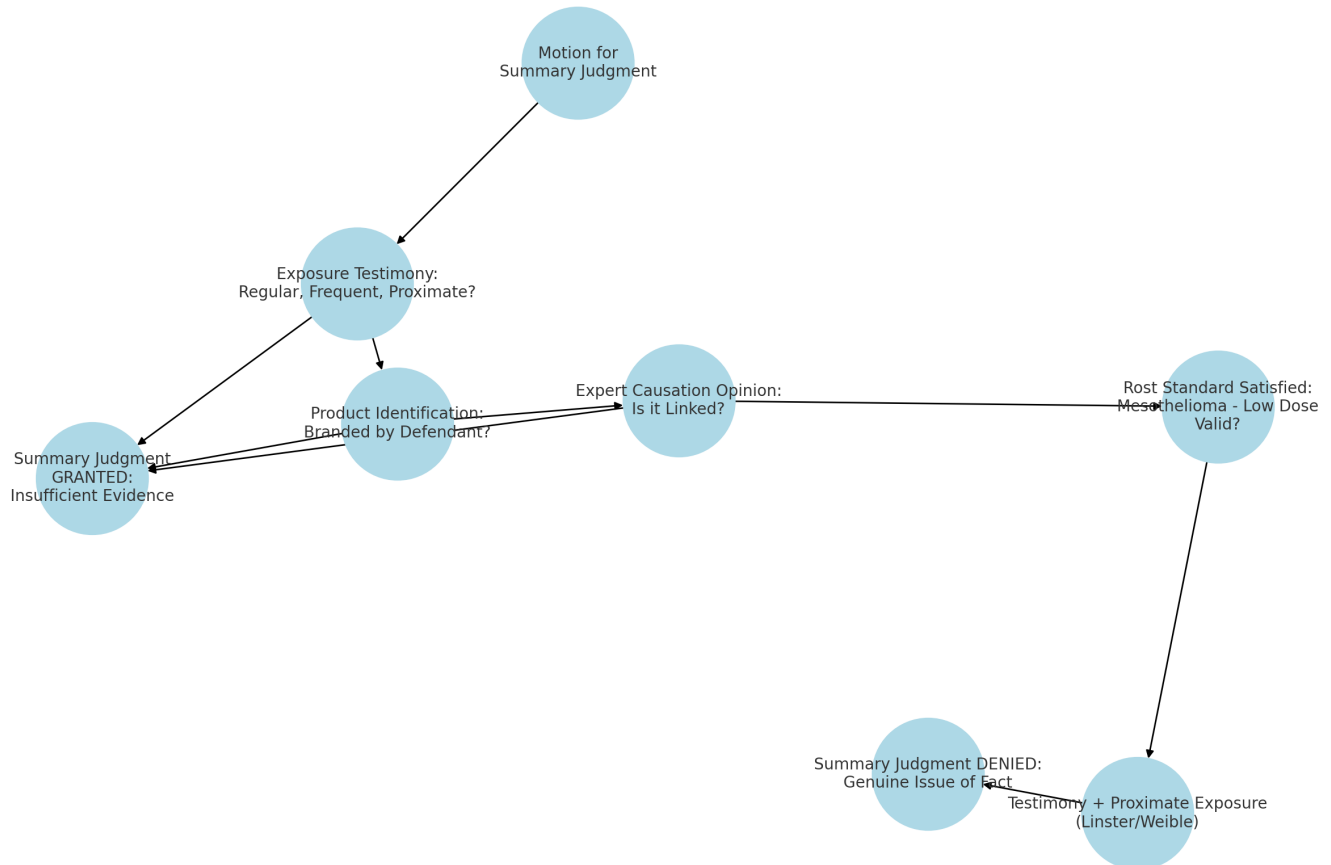 Motion for
Summary Judgment
Exposure Testimony:
Regular, Frequent, Proximate?
Product Identification:
Branded by Defendant?
Expert Causation Opinion:
Is it Linked?
Rost Standard Satisfied:
Mesothelioma - Low Dose
Valid?
Summary Judgment
GRANTED:
Insufficient Evidence
Summary Judgment DENIED:
Genuine Issue of Fact
Testimony + Proximate Exposure
(Linster/Weible)